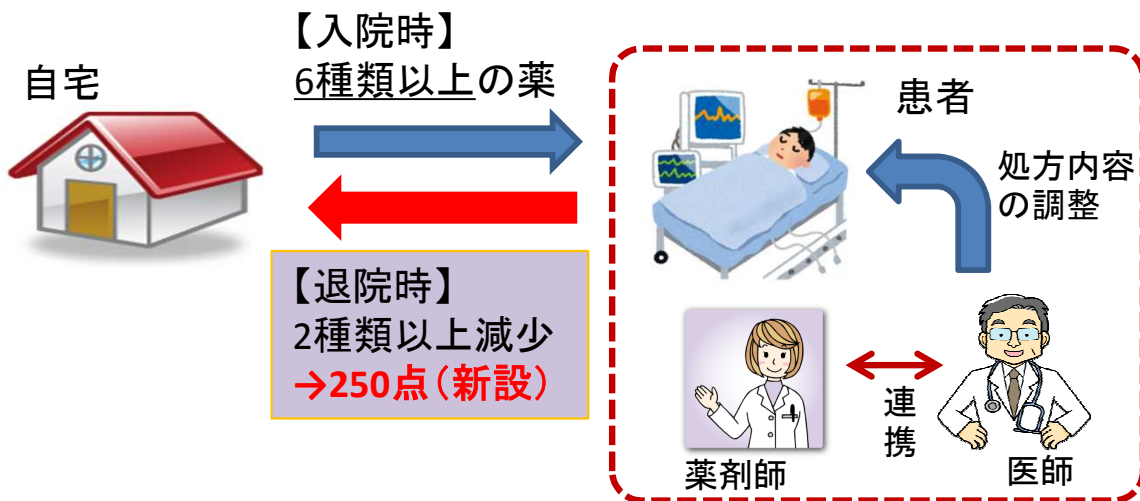 自宅
【入院時】
6種類以上の薬
【退院時】
2種類以上減少
→250点(新設)
患者
処方内容
の調整
薬剤師
連
携
医師